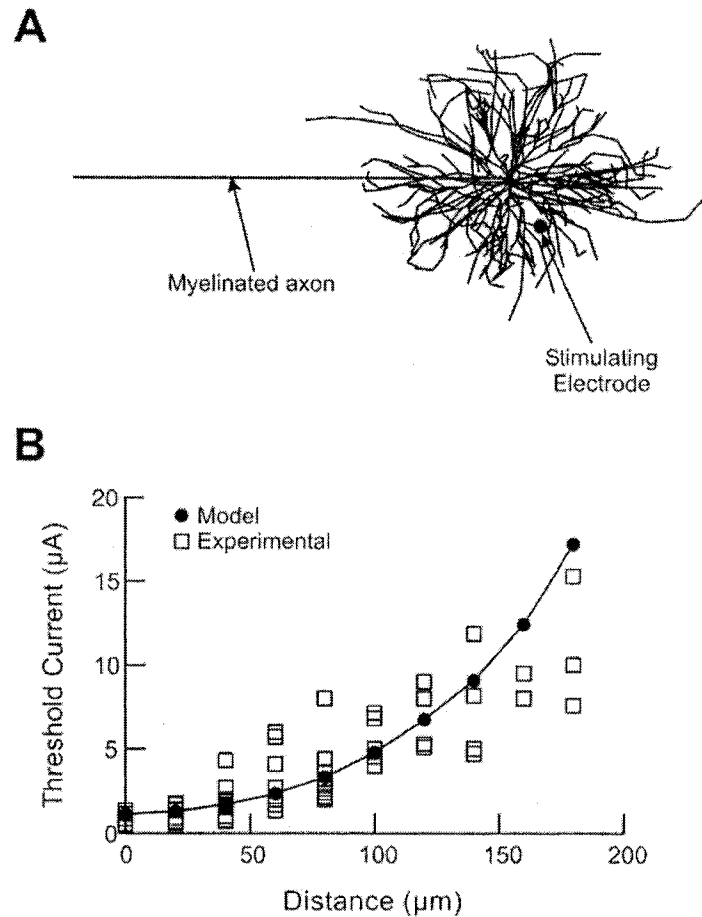 A
Myelinated axon
Stimulating
Electrode
B
Threshold Current (µA)
20
15
10
5
0
Model
Experimental
0
50
100
150
200
Distance (µm)